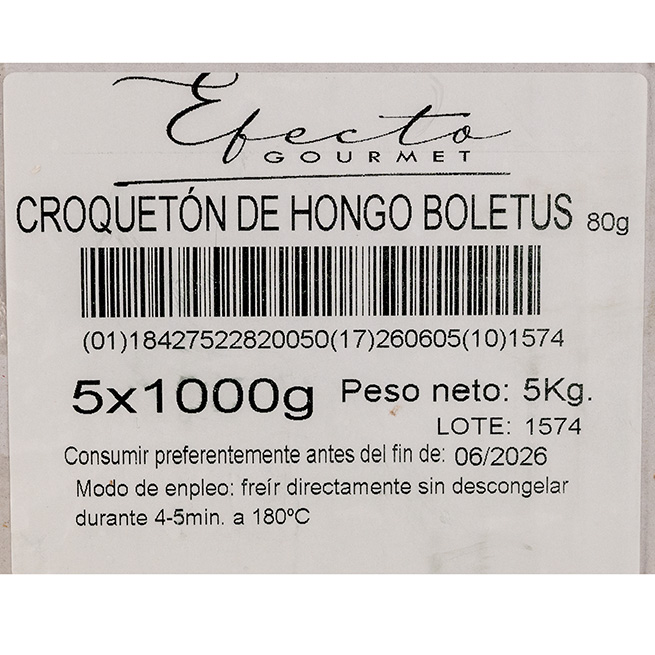 Efecto
GOURMET
CROQUETÓN DE HONGO BOLETUS 80g
(01)18427522820050(17)260605(10)1574
5x1000g Peso neto: 5Kg.
LOTE: 1574
Consumir preferentemente antes del fin de: 06/2026
Modo de enpleo: freír directamente sin descongelar
durante 4-5min. a 180ºC